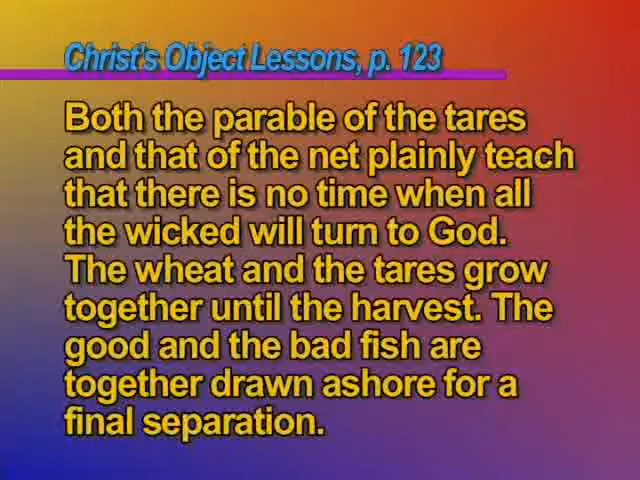 Christ's Object Lessons, p. 123
Both the parable of the tares
and that of the net plainly teach
that there is no time when all
the wicked will turn to God.
The wheat and the tares grow
together until the harvest. The
good and the bad fish are
together drawn ashore for a
final separation.